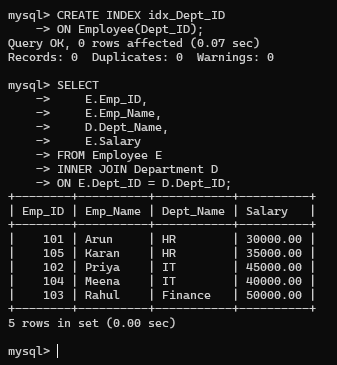 mysql> CREATE INDEX idx_Dept_ID
    -> ON Employee(Dept_ID);
Query OK, 0 rows affected (0.07 sec)
Records: 0  Duplicates: 0  Warnings: 0

mysql> SELECT
    ->     E.Emp_ID,
    ->     E.Emp_Name,
    ->     D.Dept_Name,
    ->     E.Salary
    -> FROM Employee E
    -> INNER JOIN Department D
    -> ON E.Dept_ID = D.Dept_ID;
+--------+----------+-----------+----------+
| Emp_ID | Emp_Name | Dept_Name | Salary   |
+--------+----------+-----------+----------+
|    101 | Arun     | HR        | 30000.00 |
|    105 | Karan    | HR        | 35000.00 |
|    102 | Priya    | IT        | 45000.00 |
|    104 | Meena    | IT        | 40000.00 |
|    103 | Rahul    | Finance   | 50000.00 |
+--------+----------+-----------+----------+
5 rows in set (0.00 sec)

mysql>